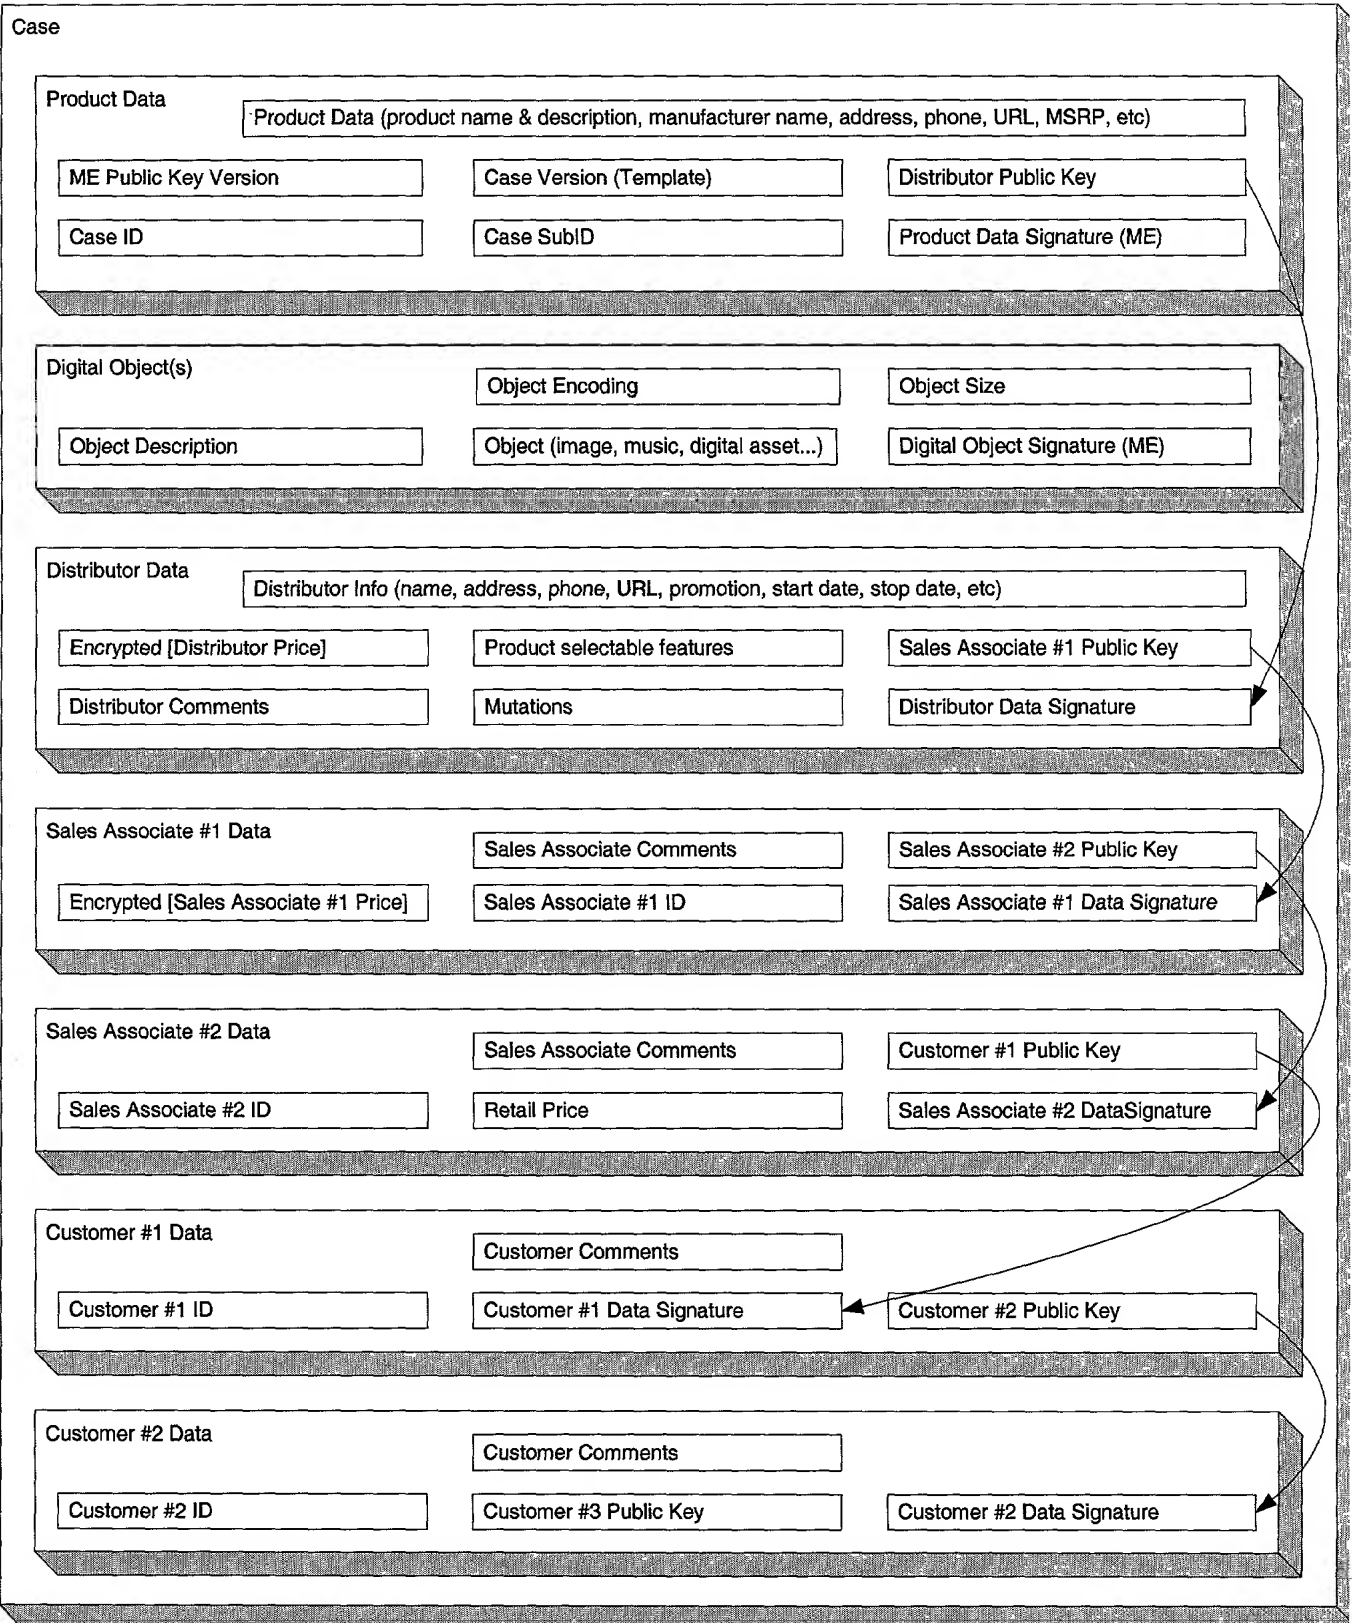 Case
Product Data
Product Data (product name & description, manufacturer name, address, phone, URL, MSRP, etc)
ME Public Key Version
Case Version (Template)
Distributor Public Key
Case ID
Case SubID
Product Data Signature (ME)
Digital Object(s)
Object Encoding
Object Size
Object Description
Object (image, music, digital asset...)
Digital Object Signature (ME)
Distributor Data
Distributor Info (name, address, phone, URL, promotion, start date, stop date, etc)
Encrypted [Distributor Price]
Product selectable features
Sales Associate #1 Public Key
Distributor Comments
Mutations
Distributor Data Signature
Sales Associate #1 Data
Sales Associate Comments
Sales Associate #2 Public Key
Encrypted [Sales Associate #1 Price]
Sales Associate #1 ID
Sales Associate #1 Data Signature
Sales Associate #2 Data
Sales Associate Comments
Customer #1 Public Key
Sales Associate #2 ID
Retail Price
Sales Associate #2 DataSignature
Customer #1 Data
Customer Comments
Customer #1 ID
Customer #1 Data Signature
Customer #2 Public Key
Customer #2 Data
Customer Comments
Customer #2 ID
Customer #3 Public Key
Customer #2 Data Signature